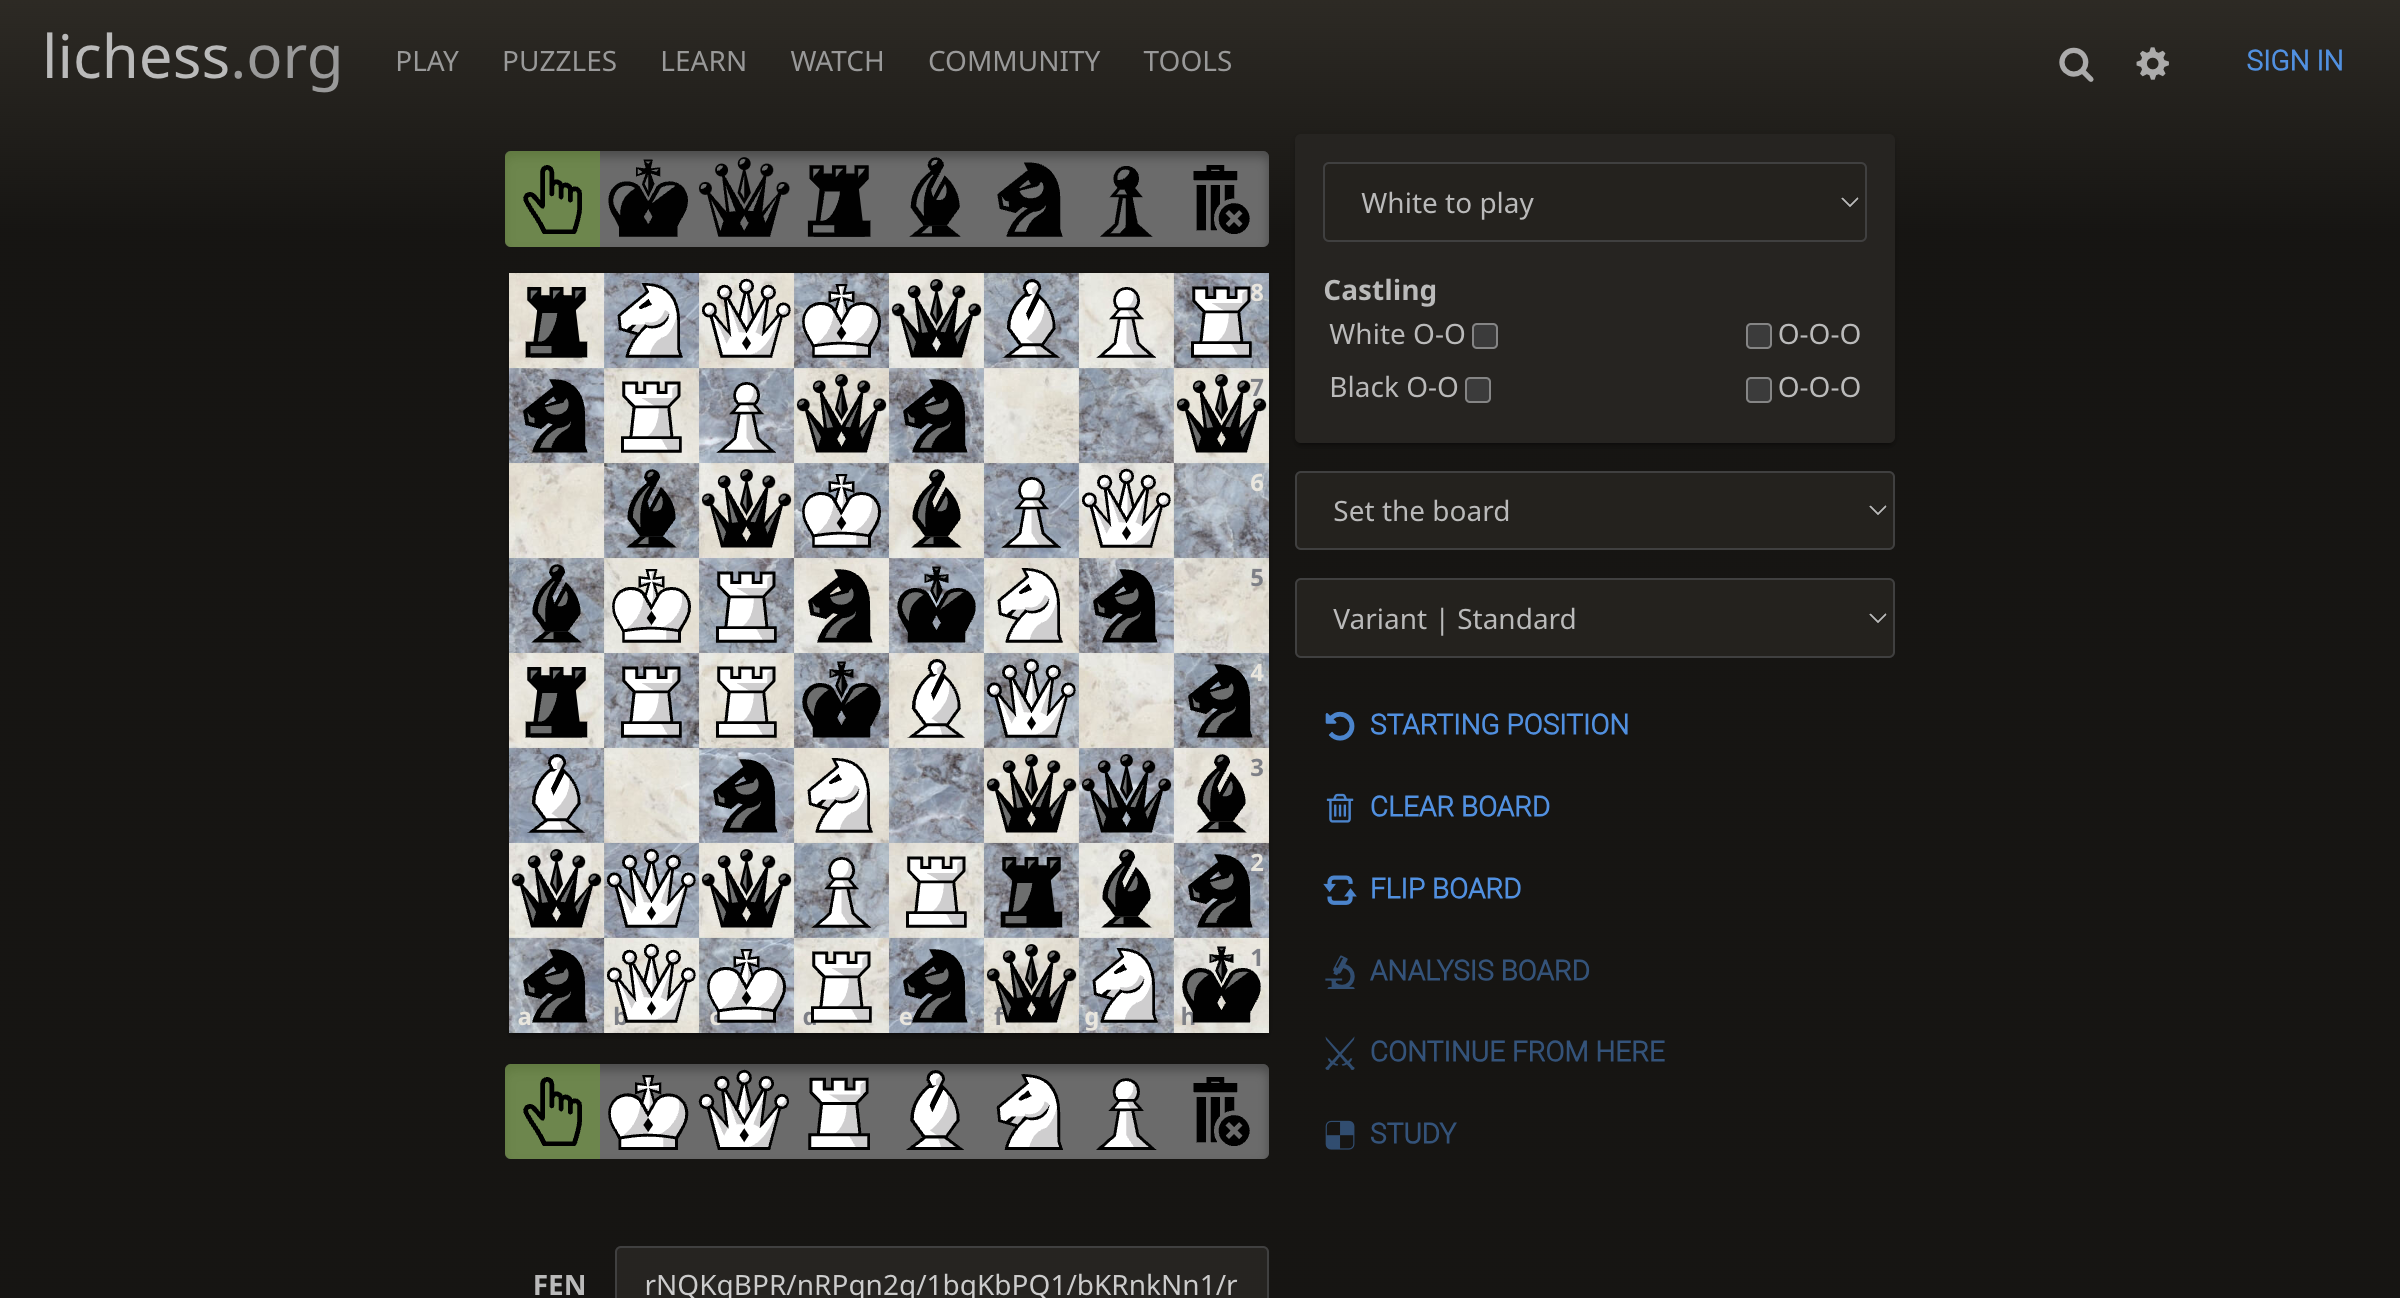 lichess.org PLAY PUZZLES LEARN WATCH COMMUNITY TOOLS SIGN IN
White to play
Castling
White O-O O-O-O
Black O-O O-O-O
Set the board
Variant | Standard
STARTING POSITION
CLEAR BOARD
FLIP BOARD
ANALYSIS BOARD
CONTINUE FROM HERE
STUDY
8
7
6
5
4
3
2
1
a b c d e f g h
FEN rNQKqBPR/nRPqn2q/1bqKbPQ1/bKRnkNn1/r